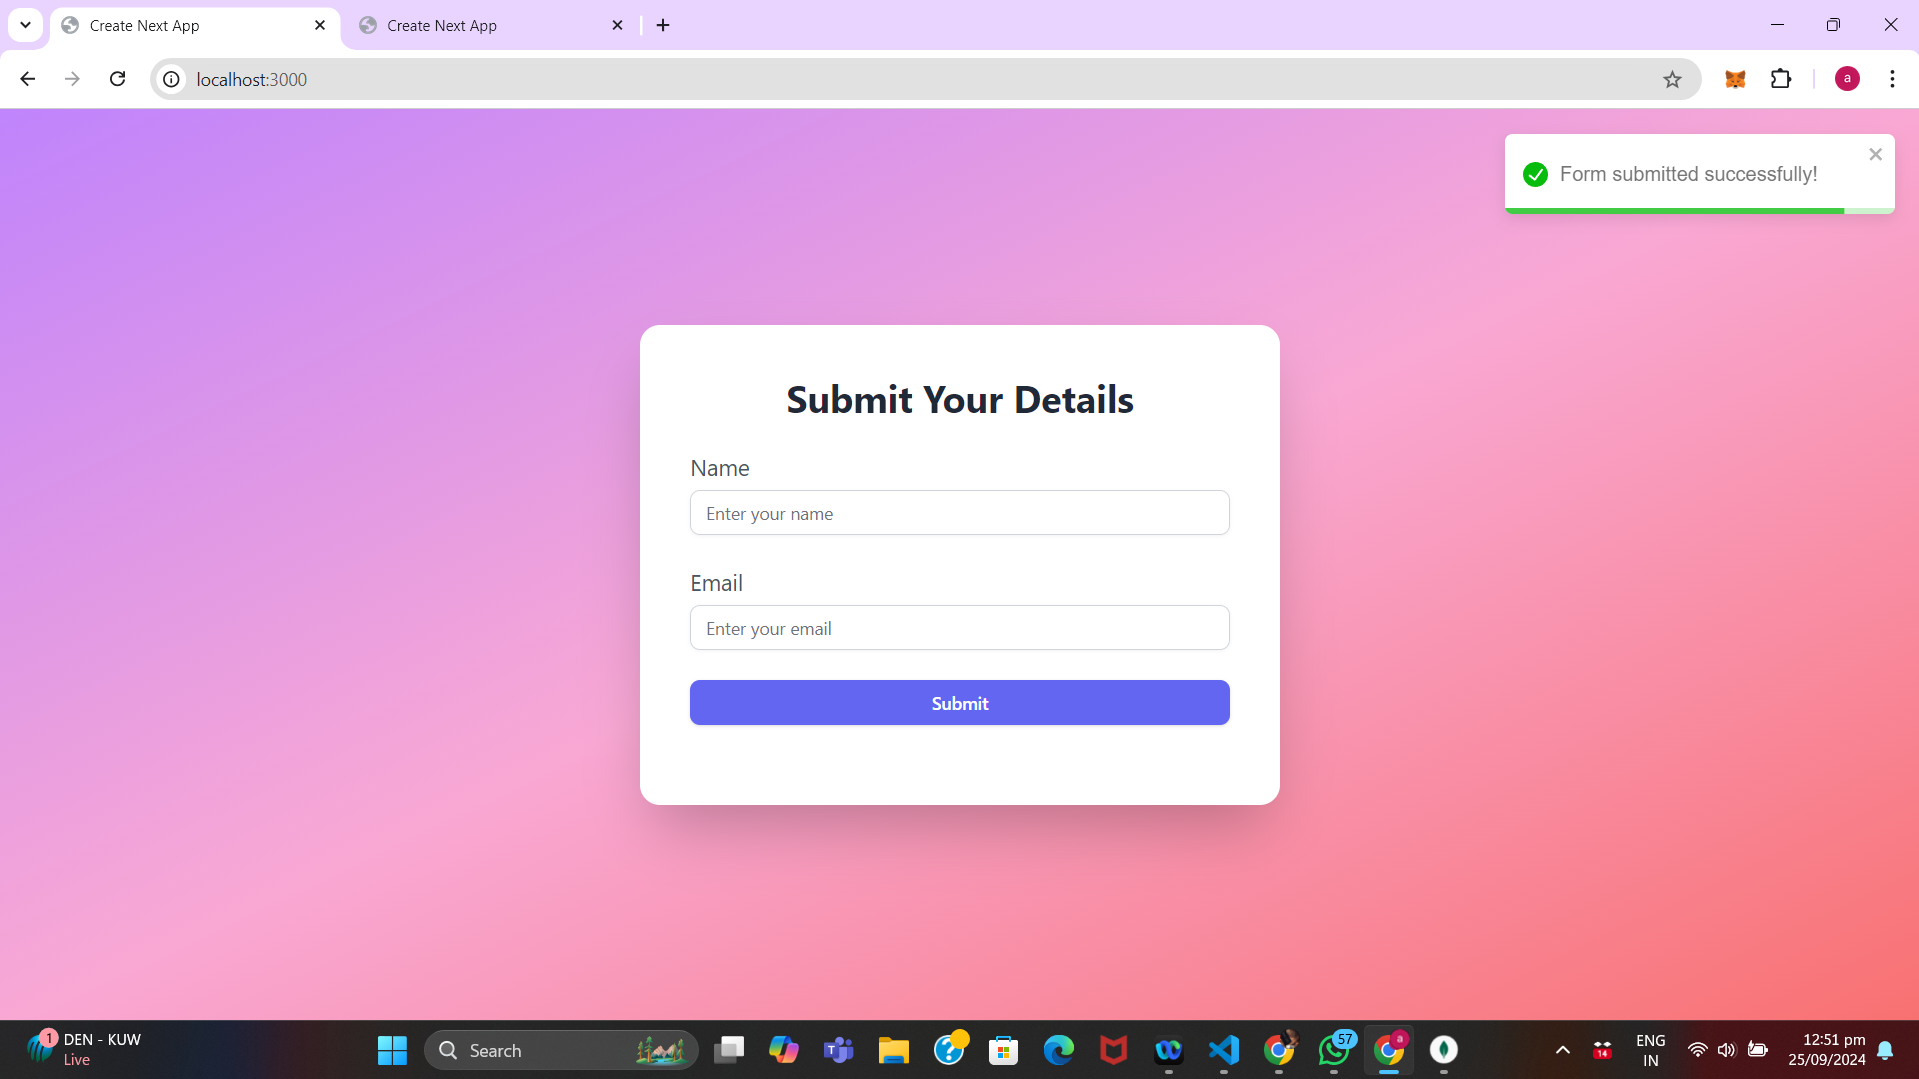 Create Next App
Create Next App
localhost:3000
a
Form submitted successfully!
Submit Your Details
Name
Enter your name
Email
Enter your email
Submit
1
DEN - KUW
Live
Search
T
57
a
14
ENG
IN
12:51 pm
25/09/2024